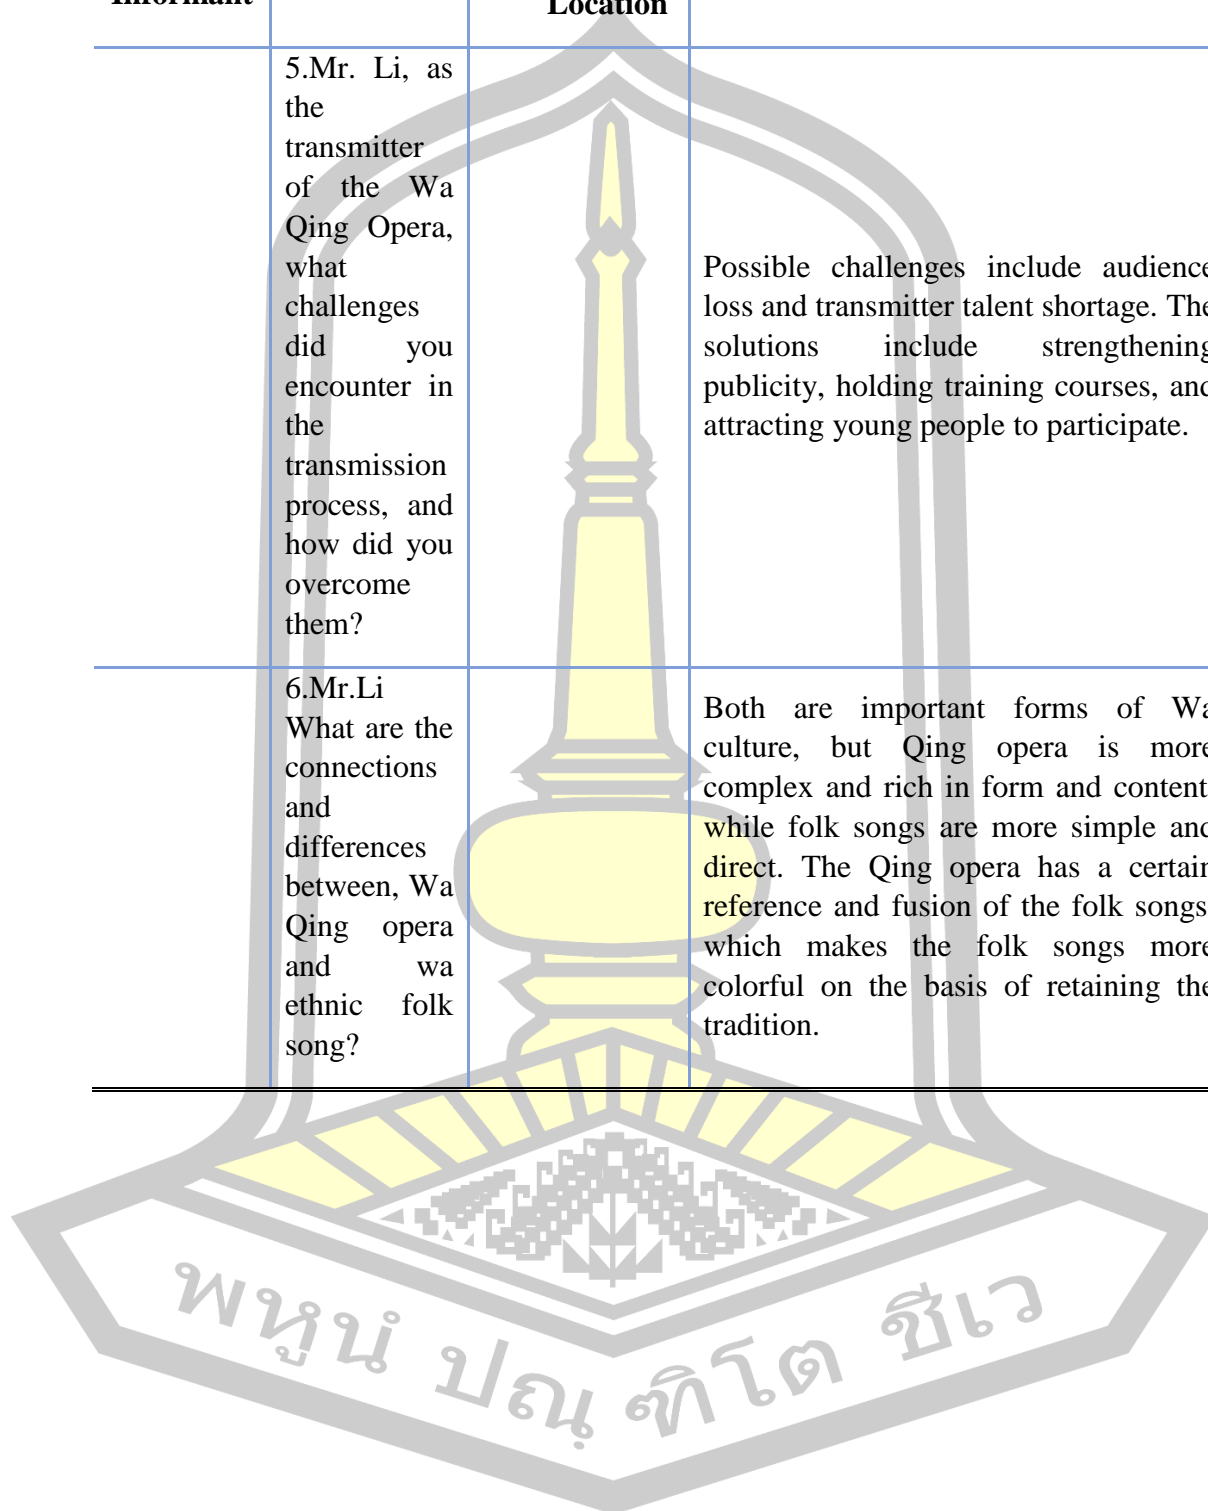 Informant
Location
5.Mr. Li, as
the
transmitter
of the Wa
Qing Opera,
what
challenges
did you
encounter in
the
transmission
process, and
how did you
overcome
them?
Possible challenges include audience
loss and transmitter talent shortage. The
solutions include strengthening
publicity, holding training courses, and
attracting young people to participate.
6.Mr.Li
What are the
connections
and
differences
between, Wa
Qing opera
and wa
ethnic folk
song?
Both are important forms of Wa
culture, but Qing opera is more
complex and rich in form and content,
while folk songs are more simple and
direct. The Qing opera has a certain
reference and fusion of the folk songs,
which makes the folk songs more
colorful on the basis of retaining the
tradition.
พหูนํ ปณฺฑิโต ชีเว